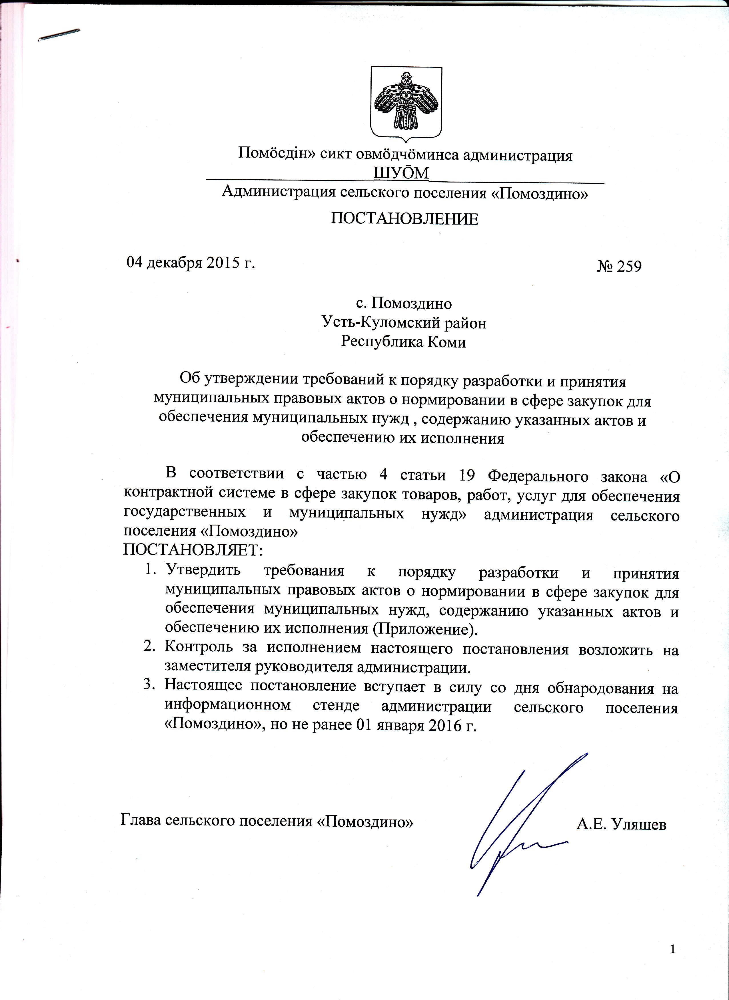 Помöсдiн» сикт овмöдчöминса администрация
ШУŌМ
Администрация сельского поселения «Помоздино»
ПОСТАНОВЛЕНИЕ
04 декабря 2015 г. № 259
с. Помоздино
Усть-Куломский район
Республика Коми
Об утверждении требований к порядку разработки и принятия
муниципальных правовых актов о нормировании в сфере закупок для
обеспечения муниципальных нужд , содержанию указанных актов и
обеспечению их исполнения
В соответствии с частью 4 статьи 19 Федерального закона «О
контрактной системе в сфере закупок товаров, работ, услуг для обеспечения
государственных и муниципальных нужд» администрация сельского
поселения «Помоздино»
ПОСТАНОВЛЯЕТ:
1. Утвердить требования к порядку разработки и принятия
муниципальных правовых актов о нормировании в сфере закупок для
обеспечения муниципальных нужд, содержанию указанных актов и
обеспечению их исполнения (Приложение).
2. Контроль за исполнением настоящего постановления возложить на
заместителя руководителя администрации.
3. Настоящее постановление вступает в силу со дня обнародования на
информационном стенде администрации сельского поселения
«Помоздино», но не ранее 01 января 2016 г.
Глава сельского поселения «Помоздино» А.Е. Уляшев
1